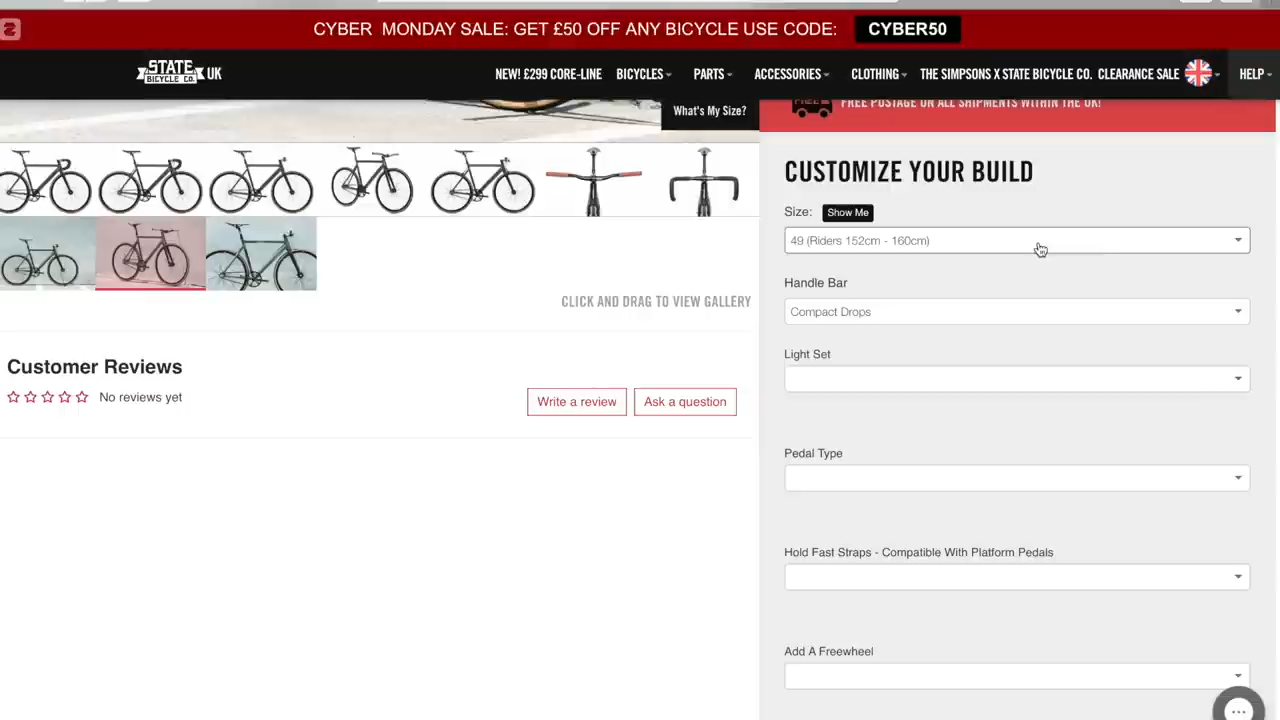 CYBER MONDAY SALE: GET £50 OFF ANY BICYCLE USE CODE: CYBER50
STATE BICYCLE CO. UK
NEW! £299 CORE-LINE BICYCLES PARTS ACCESSORIES CLOTHING THE SIMPSONS X STATE BICYCLE CO. CLEARANCE SALE HELP
What's My Size?
FREE FREE POSTAGE ON ALL SHIPMENTS WITHIN THE UK!
CUSTOMIZE YOUR BUILD
Size: Show Me
49 (Riders 152cm - 160cm)
Handle Bar
Compact Drops
CLICK AND DRAG TO VIEW GALLERY
Light Set
Customer Reviews
No reviews yet
Write a review Ask a question
Pedal Type
Hold Fast Straps - Compatible With Platform Pedals
Add A Freewheel